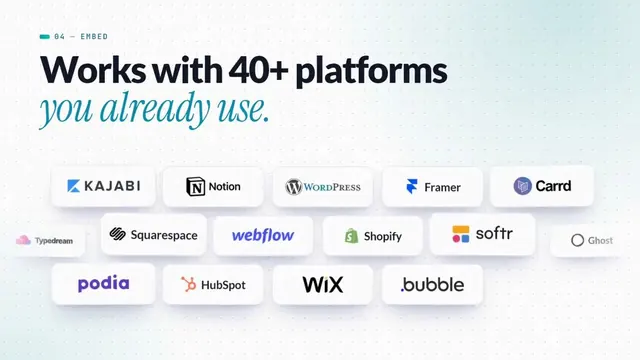 04 — EMBED
Works with 40+ platforms
you already use.
KAJABI
Notion
WORDPRESS
Framer
Carrd
Typedream
Squarespace
webflow
Shopify
softr
Ghost
podia
HubSpot
WiX
.bubble